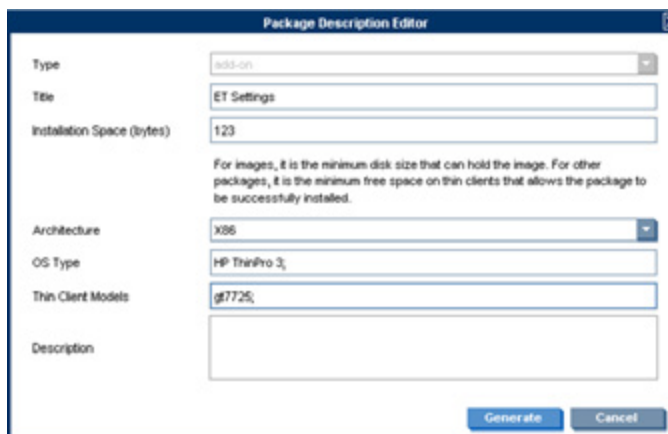 Package Description Editor
Type add-on
Title ET Settings
Installation Space (bytes) 123
For images, it is the minimum disk size that can hold the image. For other
packages, it is the minimum free space on thin clients that allows the package to
be successfully installed.
Architecture X86
OS Type HP ThinPro 3;
Thin Client Models gt7725;
Description
Generate Cancel